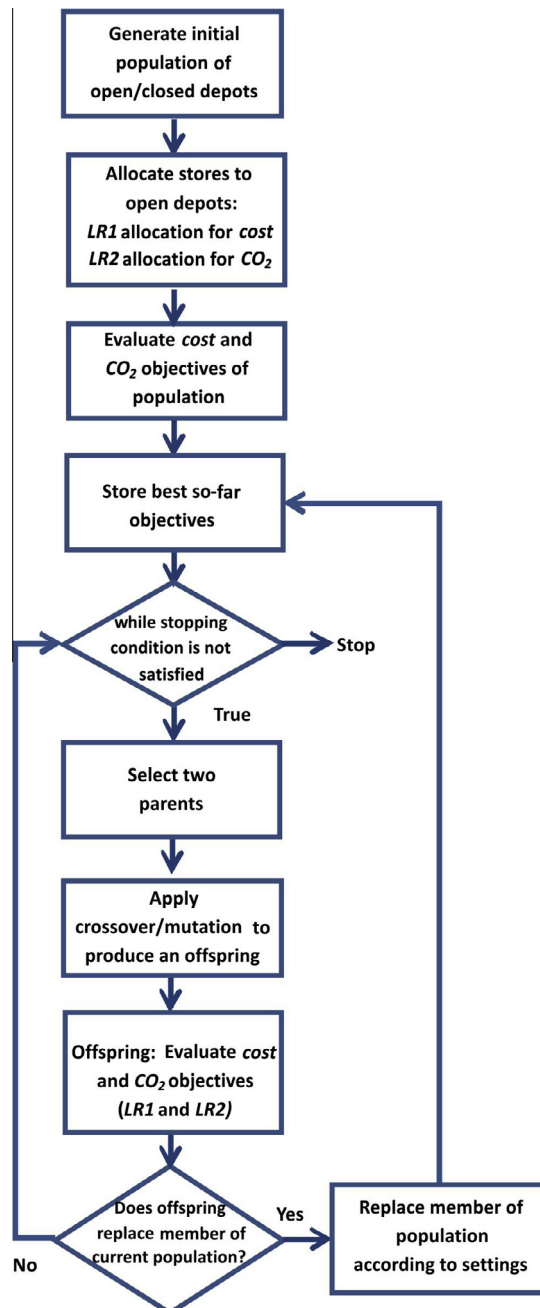 Generate initial
population of
open/closed depots
Allocate stores to
open depots:
LR1 allocation for cost
LR2 allocation for CO₂
Evaluate cost and
CO₂ objectives of
population
Store best so-far
objectives
while stopping
condition is not
satisfied
Stop
True
Select two
parents
Apply
crossover/mutation to
produce an offspring
Offspring: Evaluate cost
and CO₂ objectives
(LR1 and LR2)
Does offspring
replace member of
current population?
Yes
No
Replace member of
population
according to settings